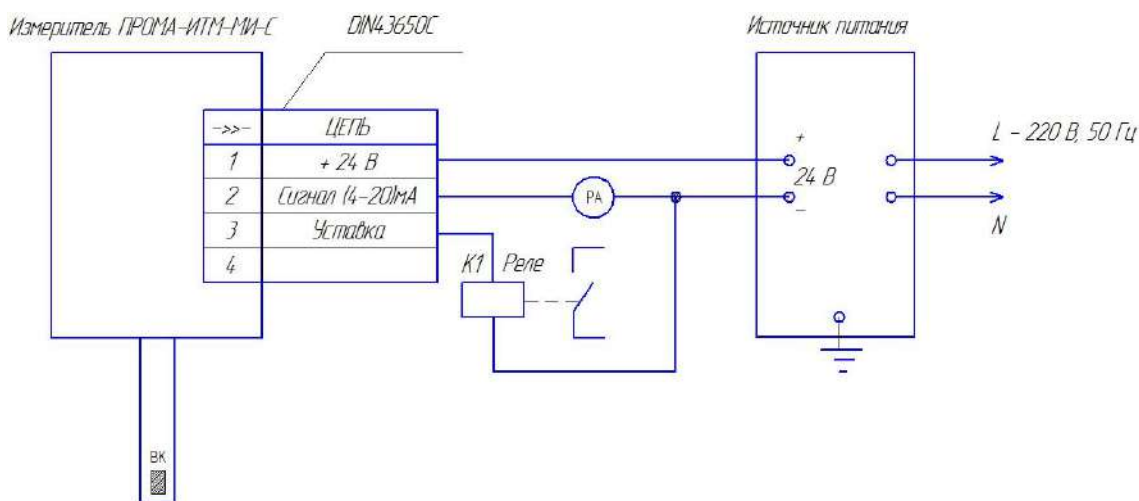 Измеритель ПРОМА-ИТМ-МИ-С
DIN43650C
Источник питания
->>- ЦЕПЬ
1 + 24 В
2 Сигнал (4-20)мА
3 Уставка
4
PA
+
24 В
-
L - 220 В, 50 Гц
N
K1 Реле
ВК